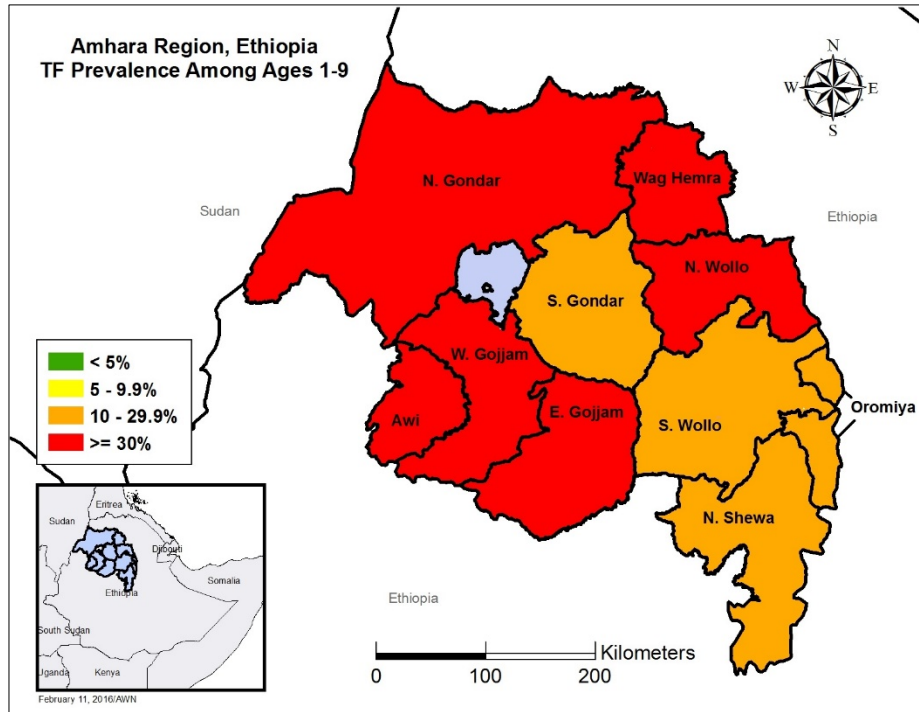 Amhara Region, Ethiopia
TF Prevalence Among Ages 1-9
N
W
E
S
N. Gondar
Wag Hemra
Sudan
Ethiopia
N. Wollo
S. Gondar
W. Gojjam
< 5%
5 - 9.9%
10 - 29.9%
>= 30%
Awi
E. Gojjam
Oromiya
S. Wollo
N. Shewa
Eritrea
Sudan
Djibouti
Somalia
Ethiopia
South Sudan
Uganda
Kenya
Ethiopia
Kilometers
0
100
200
February 11, 2016/AWN